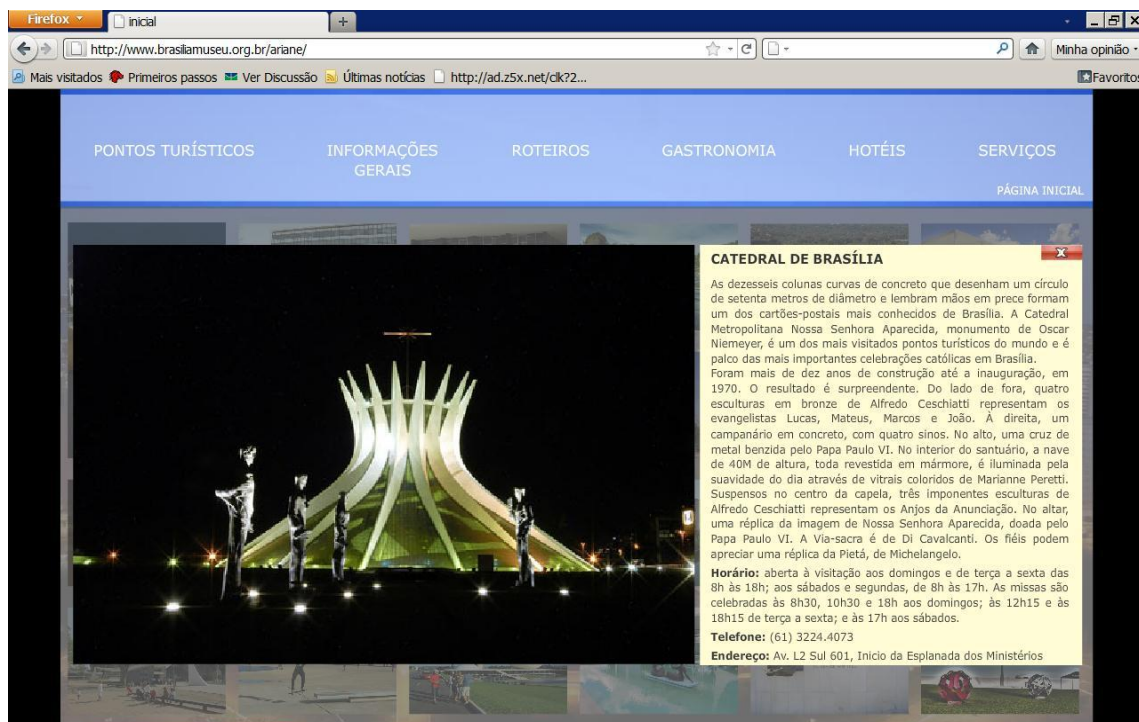 Firefox
inicial
http://www.brasiliamuseu.org.br/ariane/
Minha opinião
Mais visitados Primeiros passos Ver Discussão Últimas notícias http://ad.z5x.net/clk?2...
Favoritos
PONTOS TURÍSTICOS
INFORMAÇÕES
GERAIS
ROTEIROS
GASTRONOMIA
HOTÉIS
SERVIÇOS
PÁGINA INICIAL
CATEDRAL DE BRASÍLIA
As dezesseis colunas curvas de concreto que desenham um círculo
de setenta metros de diâmetro e lembram mãos em prece formam
um dos cartões-postais mais conhecidos de Brasília. A Catedral
Metropolitana Nossa Senhora Aparecida, monumento de Oscar
Niemeyer, é um dos mais visitados pontos turísticos do mundo e é
palco das mais importantes celebrações católicas em Brasília.
Foram mais de dez anos de construção até a inauguração, em
1970. O resultado é surpreendente. Do lado de fora, quatro
esculturas em bronze de Alfredo Ceschiatti representam os
evangelistas Lucas, Mateus, Marcos e João. À direita, um
campanário em concreto, com quatro sinos. No alto, uma cruz de
metal benzida pelo Papa Paulo VI. No interior do santuário, a nave
de 40M de altura, toda revestida em mármore, é iluminada pela
suavidade do dia através de vitrais coloridos de Marianne Peretti.
Suspensos no centro da capela, três imponentes esculturas de
Alfredo Ceschiatti representam os Anjos da Anunciação. No altar,
uma réplica da imagem de Nossa Senhora Aparecida, doada pelo
Papa Paulo VI. A Via-sacra é de Di Cavalcanti. Os fiéis podem
apreciar uma réplica da Pietá, de Michelangelo.
Horário: aberta à visitação aos domingos e de terça a sexta das
8h às 18h; aos sábados e segundas, de 8h às 17h. As missas são
celebradas às 8h30, 10h30 e 18h aos domingos; às 12h15 e às
18h15 de terça a sexta; e às 17h aos sábados.
Telefone: (61) 3224.4073
Endereço: Av. L2 Sul 601, Inicio da Esplanada dos Ministérios